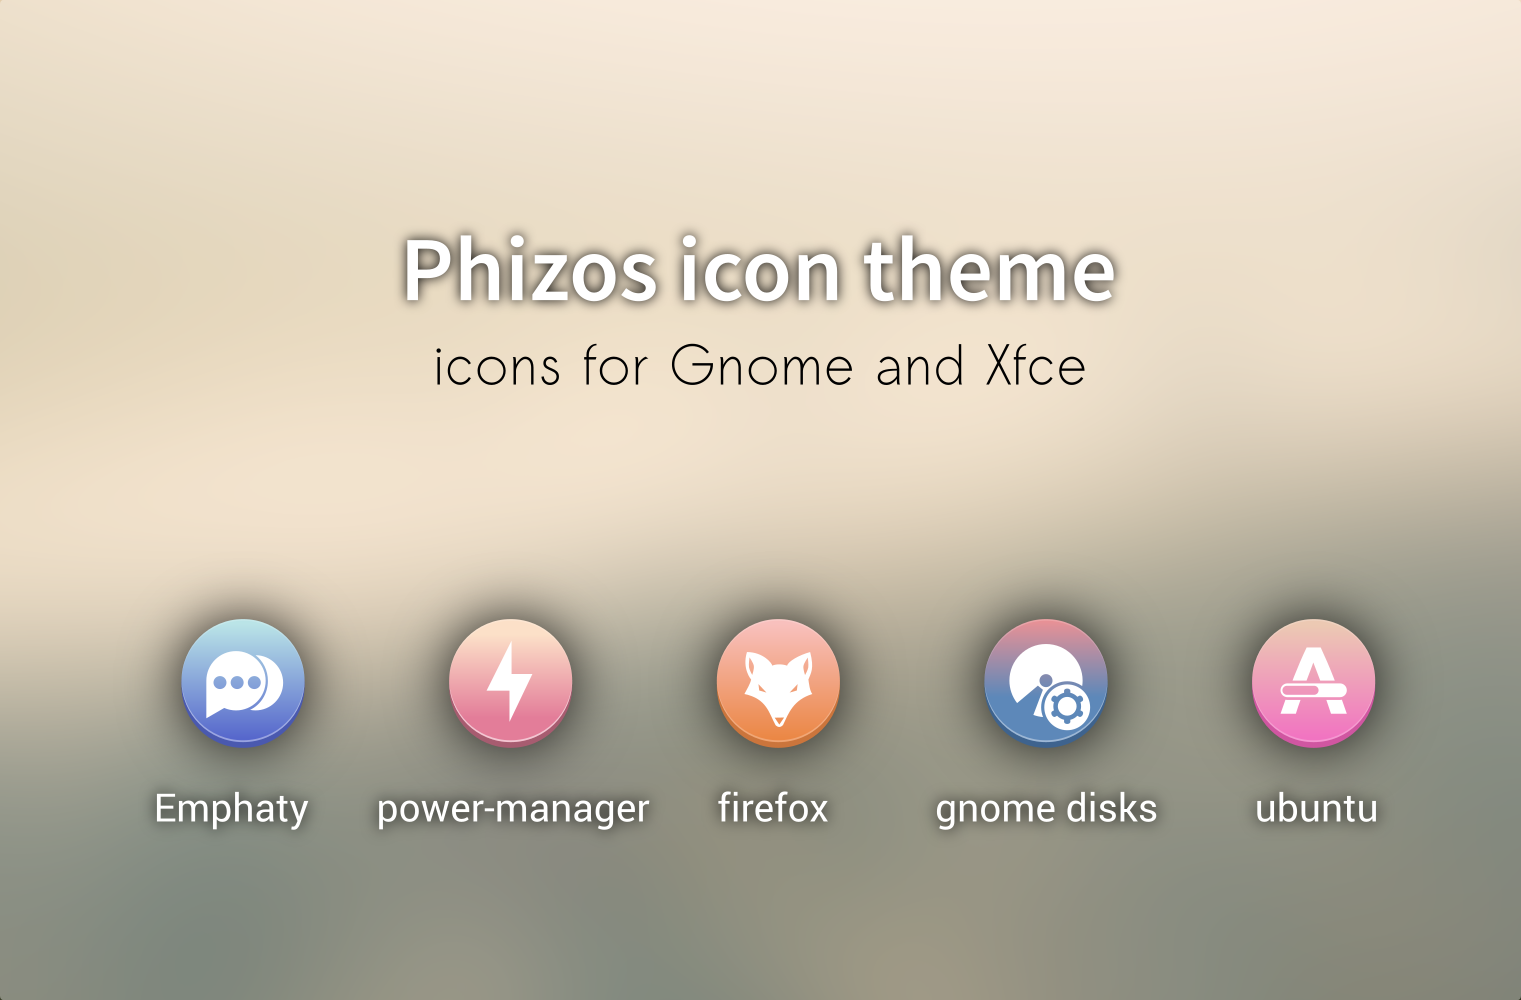 Phizos icon theme
icons for Gnome and Xfce
Emphaty power-manager firefox gnome disks ubuntu